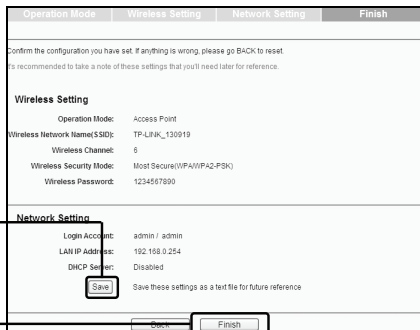 Operation Mode Wireless Setting Network Setting Finish
Confirm the configuration you have set. If anything is wrong, please go BACK to reset.
It's recommended to take a note of these settings that you'll need later for reference.
Wireless Setting
Operation Mode: Access Point
Wireless Network Name(SSID): TP-LINK_130919
Wireless Channel: 6
Wireless Security Mode: Most Secure(WPA/WPA2-PSK)
Wireless Password: 1234567890
Network Setting
Login Account: admin / admin
LAN IP Address: 192.168.0.254
DHCP Server: Disabled
Save Save these settings as a text file for future reference
Back Finish